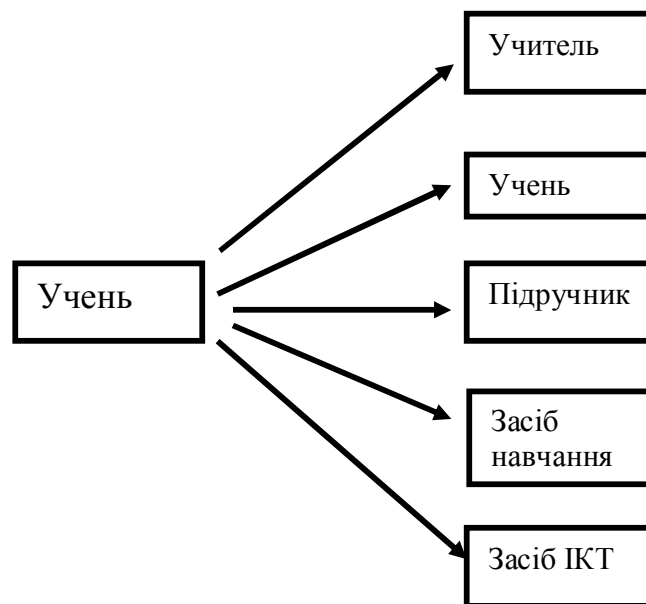 Учитель
Учень
Учень
Підручник
Засіб
навчання
Засіб ІКТ